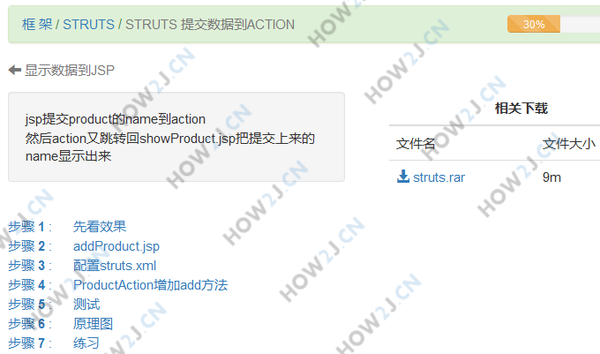 框 架 / STRUTS / STRUTS 提交数据到ACTION
30%
显示数据到JSP
jsp提交product的name到action
然后action又跳转回showProduct.jsp把提交上来的
name显示出来
相关下载
文件名 文件大小
struts.rar 9m
步骤 1 : 先看效果
步骤 2 : addProduct.jsp
步骤 3 : 配置struts.xml
步骤 4 : ProductAction增加add方法
步骤 5 : 测试
步骤 6 : 原理图
步骤 7 : 练习
HOW2J.CN
HOW2J.CN
HOW2J.CN
HOW2J.CN
HOW2J.CN
HOW2J.CN
HOW2J.CN
HOW2J.CN